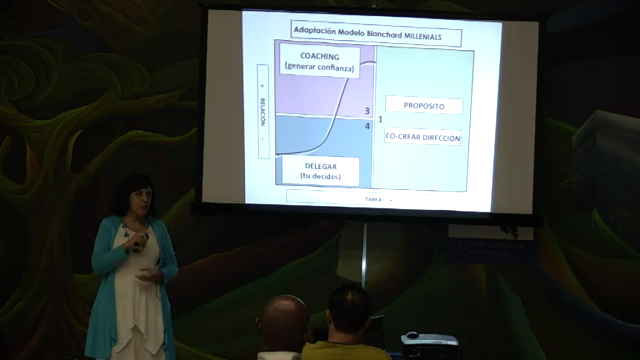 Adaptación Modelo Blanchard MILLENIALS
COACHING
(generar confianza)
+ RELACION -
3
4
1
PROPOSITO
CO-CREAR DIRECCION
DELEGAR
(tu decides)
TAREA